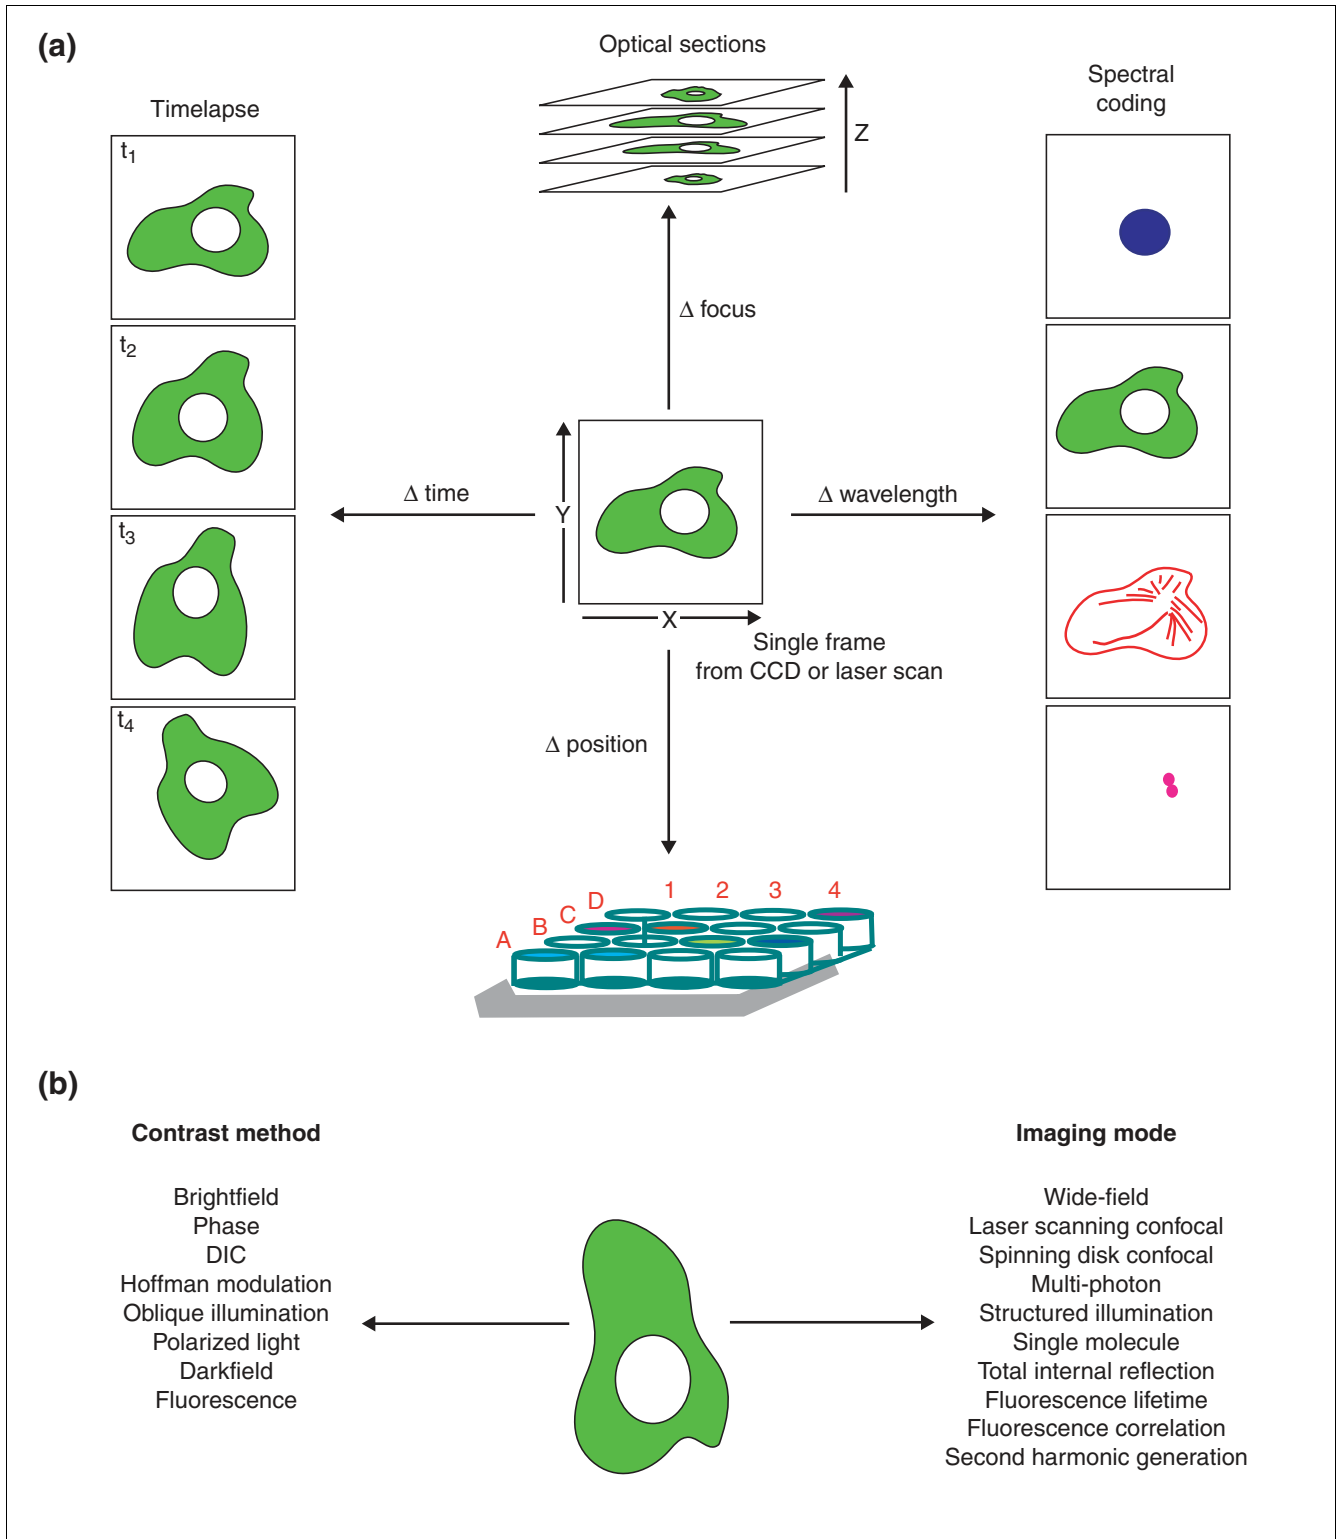 (a)
Optical sections
Timelapse
Spectral
coding
t1
Z
t2
Δ focus
Δ time
Δ wavelength
Y
t3
X
Single frame
from CCD or laser scan
t4
Δ position
1 2 3 4
D
C
B
A
(b)
Contrast method
Brightfield
Phase
DIC
Hoffman modulation
Oblique illumination
Polarized light
Darkfield
Fluorescence
Imaging mode
Wide-field
Laser scanning confocal
Spinning disk confocal
Multi-photon
Structured illumination
Single molecule
Total internal reflection
Fluorescence lifetime
Fluorescence correlation
Second harmonic generation